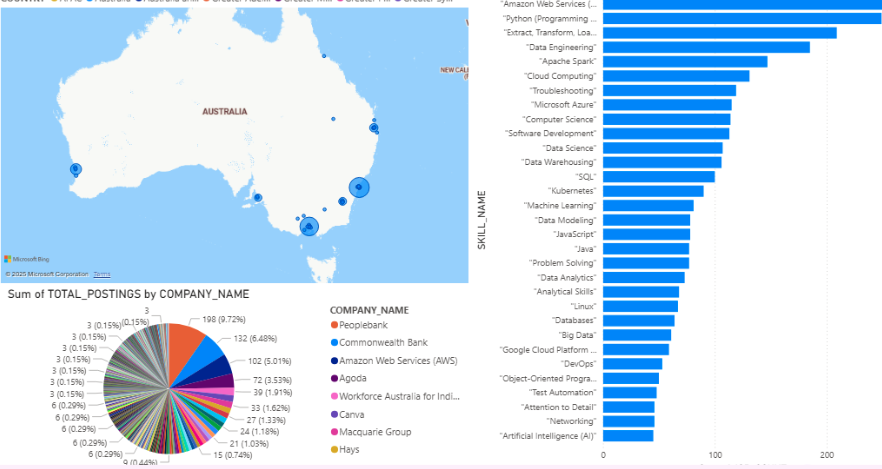 AUSTRALIA
NEW CAL
Microsoft Bing
© 2025 Microsoft Corporation Terms
Sum of TOTAL_POSTINGS by COMPANY_NAME
3
3 (0.15%)
3 (0.15%)
3 (0.15%)
3 (0.15%)
3 (0.15%)
3 (0.15%)
3 (0.15%)
3 (0.15%)
6 (0.29%)
6 (0.29%)
6 (0.29%)
6 (0.29%)
9 (0.44%)
198 (9.72%)
132 (6.48%)
102 (5.01%)
72 (3.53%)
39 (1.91%)
33 (1.62%)
27 (1.33%)
24 (1.18%)
21 (1.03%)
15 (0.74%)
COMPANY_NAME
Peoplebank
Commonwealth Bank
Amazon Web Services (AWS)
Agoda
Workforce Australia for Indi...
Canva
Macquarie Group
Hays
SKILL_NAME
"Amazon Web Services (...
"Python (Programming ...
"Extract, Transform, Loa...
"Data Engineering"
"Apache Spark"
"Cloud Computing"
"Troubleshooting"
"Microsoft Azure"
"Computer Science"
"Software Development"
"Data Science"
"Data Warehousing"
"SQL"
"Kubernetes"
"Machine Learning"
"Data Modeling"
"JavaScript"
"Java"
"Problem Solving"
"Data Analytics"
"Analytical Skills"
"Linux"
"Databases"
"Big Data"
"Google Cloud Platform ...
"DevOps"
"Object-Oriented Progra...
"Test Automation"
"Attention to Detail"
"Networking"
"Artificial Intelligence (AI)"
0 100 200